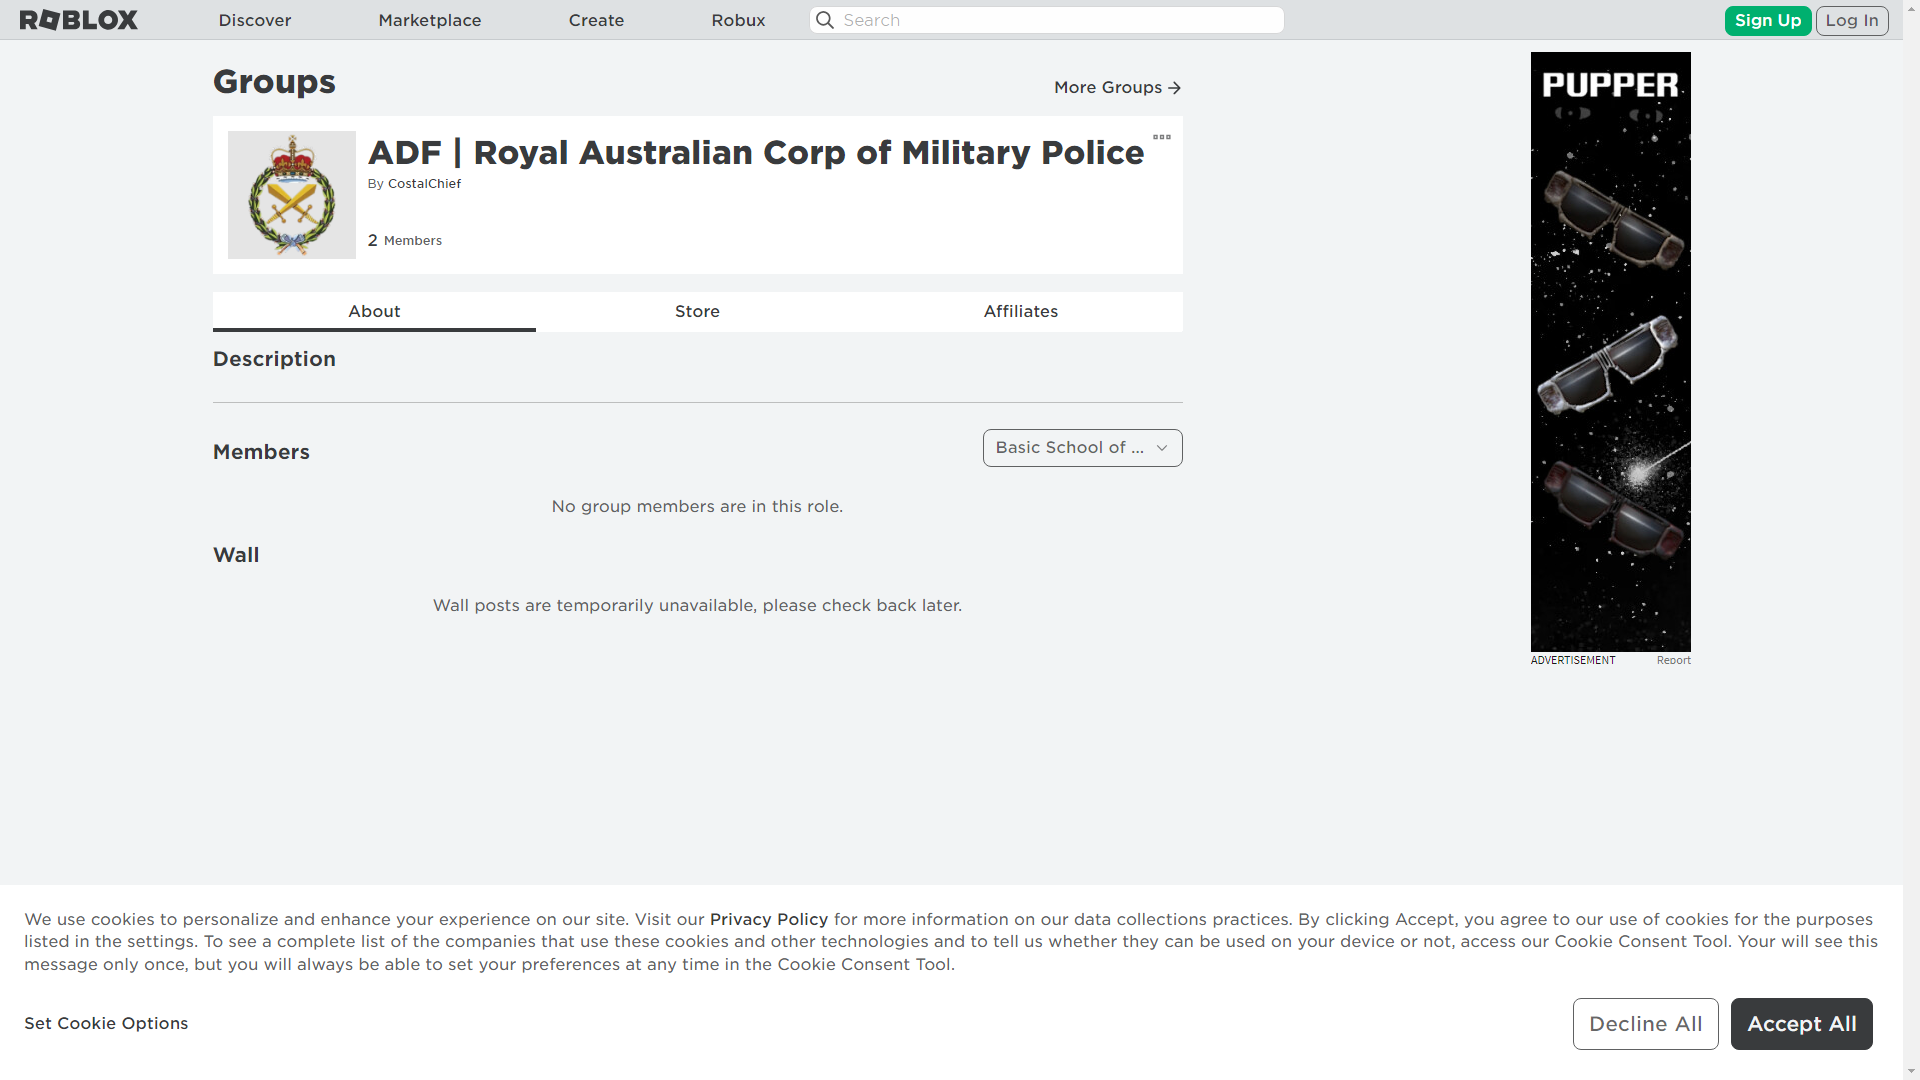 ROBLOX
Discover
Marketplace
Create
Robux
Search
Sign Up
Log In
Groups
More Groups
ADF | Royal Australian Corp of Military Police
By CostalChief
2 Members
About
Store
Affiliates
Description
Members
Basic School of ...
No group members are in this role.
Wall
Wall posts are temporarily unavailable, please check back later.
PUPPER
ADVERTISEMENT
Report
We use cookies to personalize and enhance your experience on our site. Visit our Privacy Policy for more information on our data collections practices. By clicking Accept, you agree to our use of cookies for the purposes
listed in the settings. To see a complete list of the companies that use these cookies and other technologies and to tell us whether they can be used on your device or not, access our Cookie Consent Tool. Your will see this
message only once, but you will always be able to set your preferences at any time in the Cookie Consent Tool.
Set Cookie Options
Decline All
Accept All